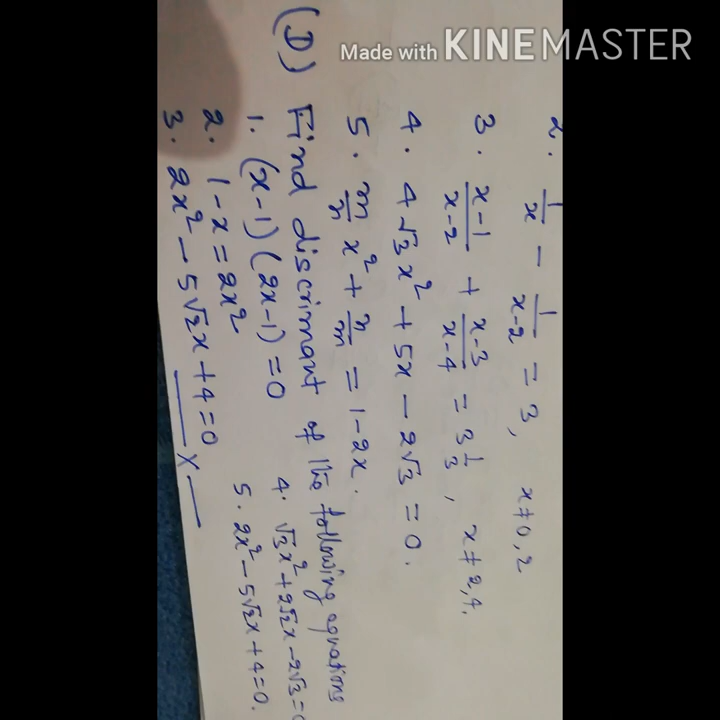 Made with KINEMASTER
2. 1/x - 1/x-2 = 3, x≠0,2
3. x-1/x-2 + x-3/x-4 = 3 1/3, x≠2,4.
4. 4√3x² + 5x - 2√3 = 0.
5. m/n x² + n/m = 1-2x.
(D) Find discrimant of the following equations
1. (x-1)(2x-1)=0
2. 1-x=2x²
3. 2x² - 5√2x + 4=0
4. √3x²+2√2x-2√3=0
5. 2x²-5√2x+4=0.